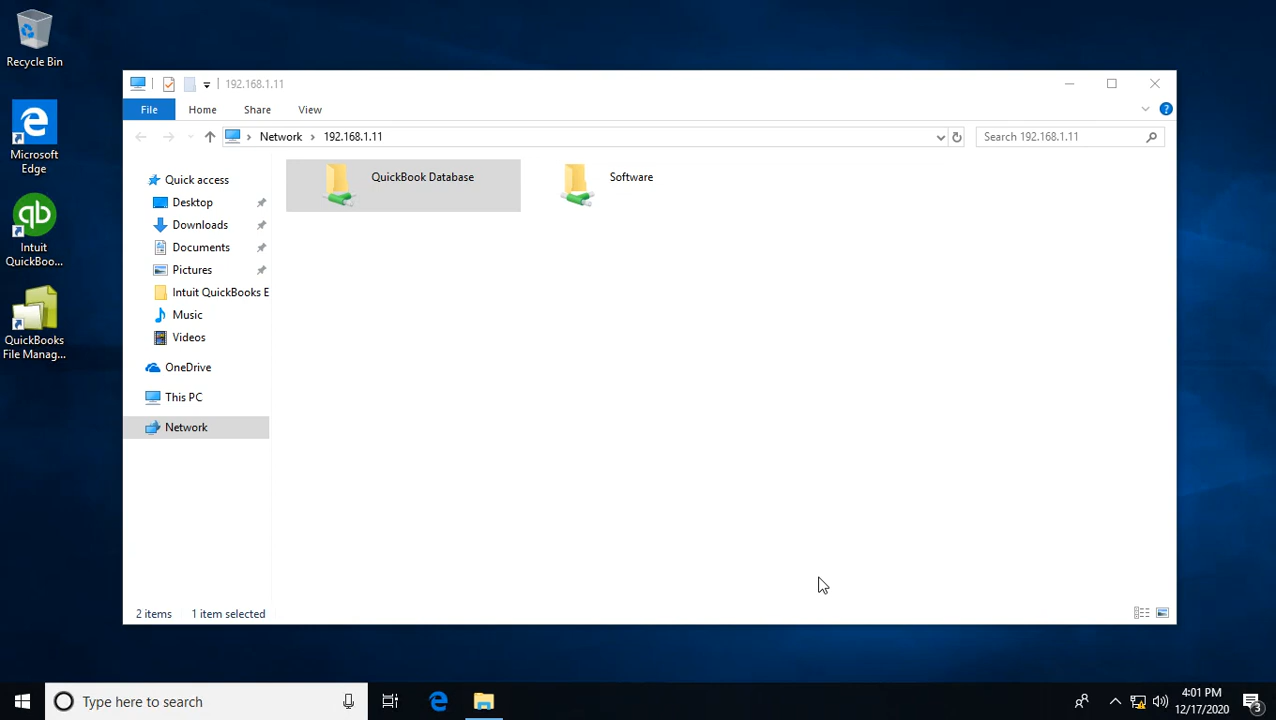 Recycle Bin
Microsoft
Edge
qb
Intuit
QuickBoo...
QuickBooks
File Manag...
192.168.1.11
File Home Share View
Network 192.168.1.11
Search 192.168.1.11
Quick access
Desktop
Downloads
Documents
Pictures
Intuit QuickBooks E
Music
Videos
OneDrive
This PC
Network
QuickBook Database
Software
2 items 1 item selected
Type here to search
4:01 PM
12/17/2020
3